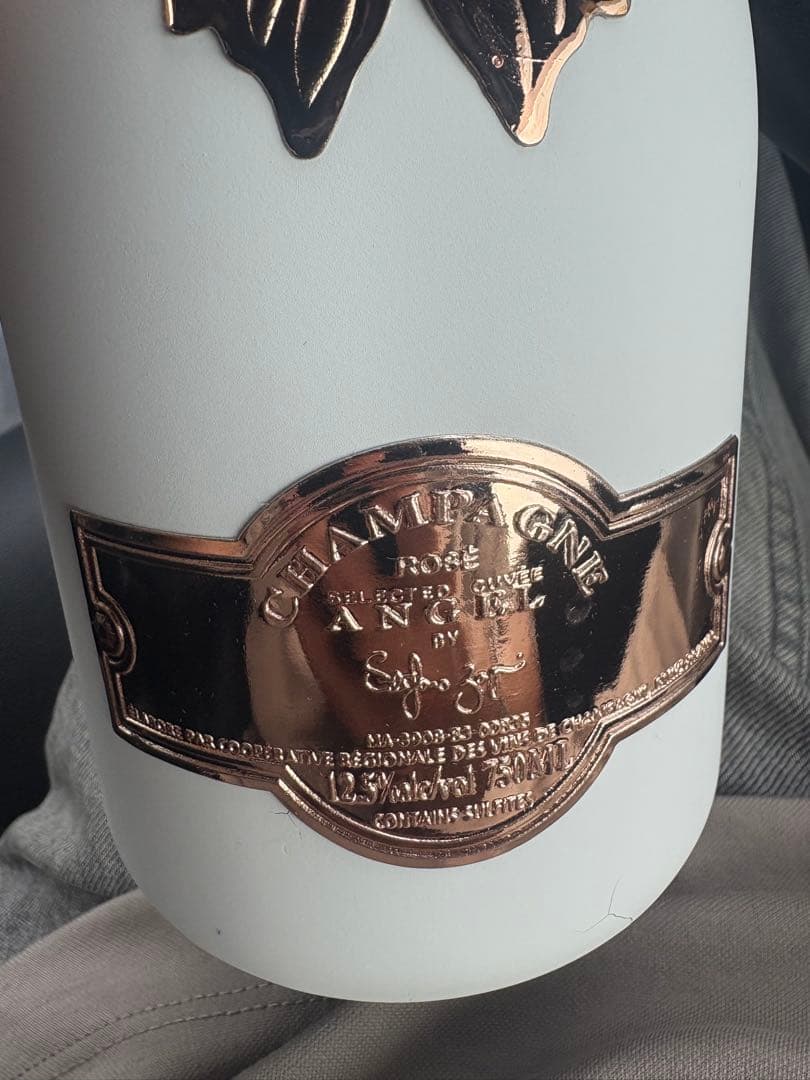 CHAMPAGNE
ROSÉ
SELECTED CUVÉE
ANGEL
BY
ELABORÉ PAR COOPÉRATIVE RÉGIONALE DES VINS DE CHAMPAGNE,
12.5%alc/vol 750ML
CONTAINS SULFITES